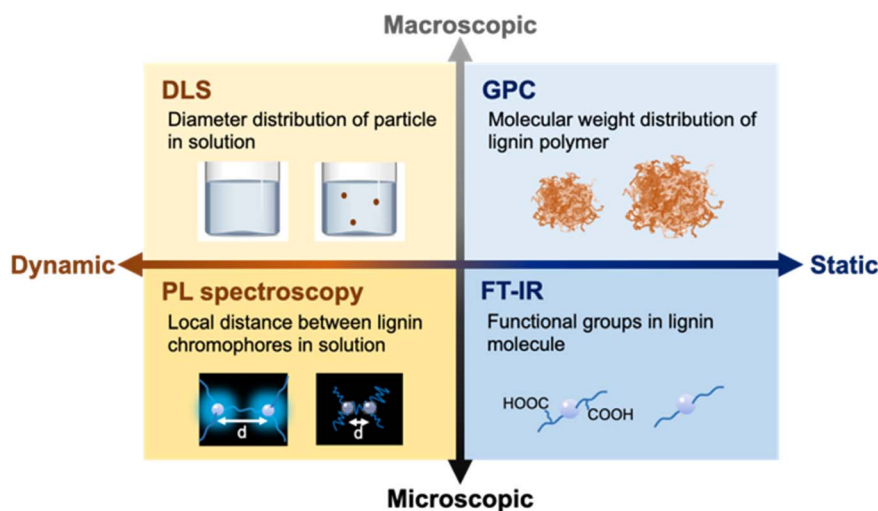 Macroscopic
DLS
Diameter distribution of particle
in solution
GPC
Molecular weight distribution of
lignin polymer
Dynamic
Static
PL spectroscopy
Local distance between lignin
chromophores in solution
d
d
FT-IR
Functional groups in lignin
molecule
HOOC
COOH
Microscopic